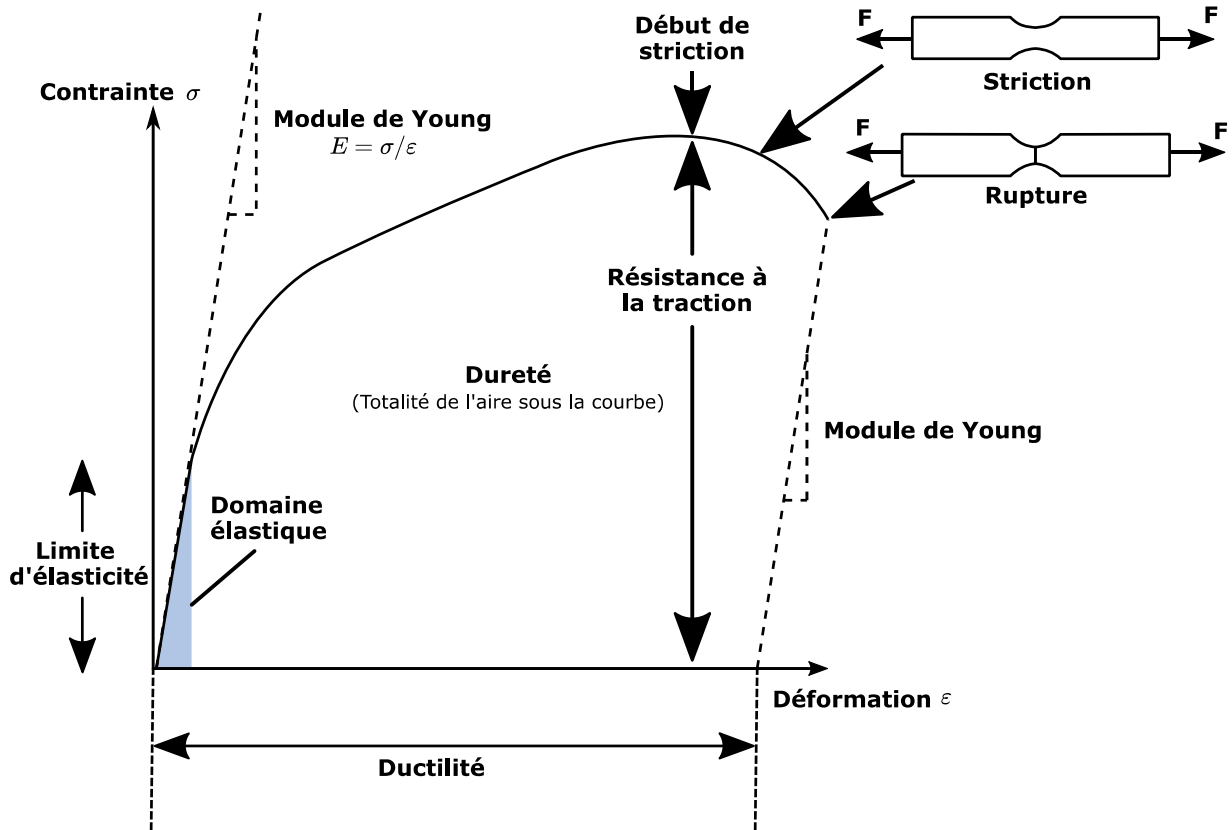 Contrainte σ
Module de Young
E = σ/ε
Début de
striction
F
F
Striction
F
F
Rupture
Résistance à
la traction
Dureté
(Totalité de l'aire sous la courbe)
Module de Young
Domaine
élastique
Limite
d'élasticité
Déformation ε
Ductilité